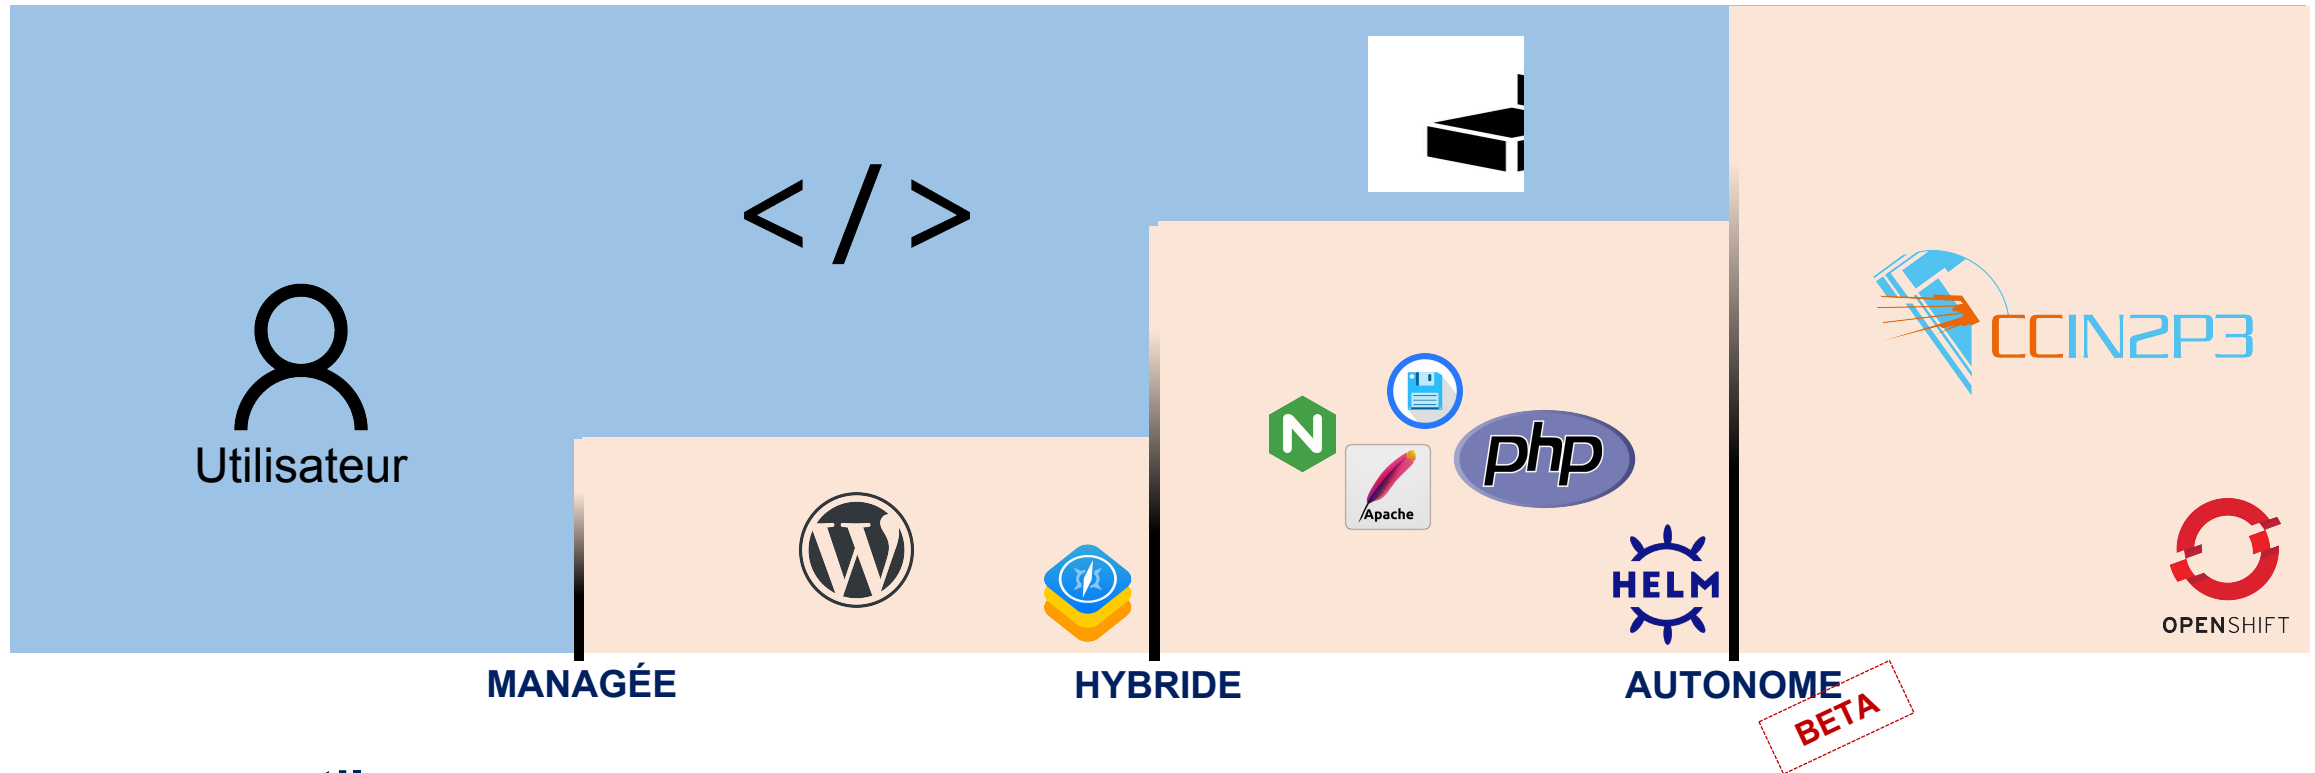 </>
Utilisateur
CCIN2P3
php
Apache
HELM
OPENSHIFT
MANAGÉE
HYBRIDE
AUTONOME
BETA